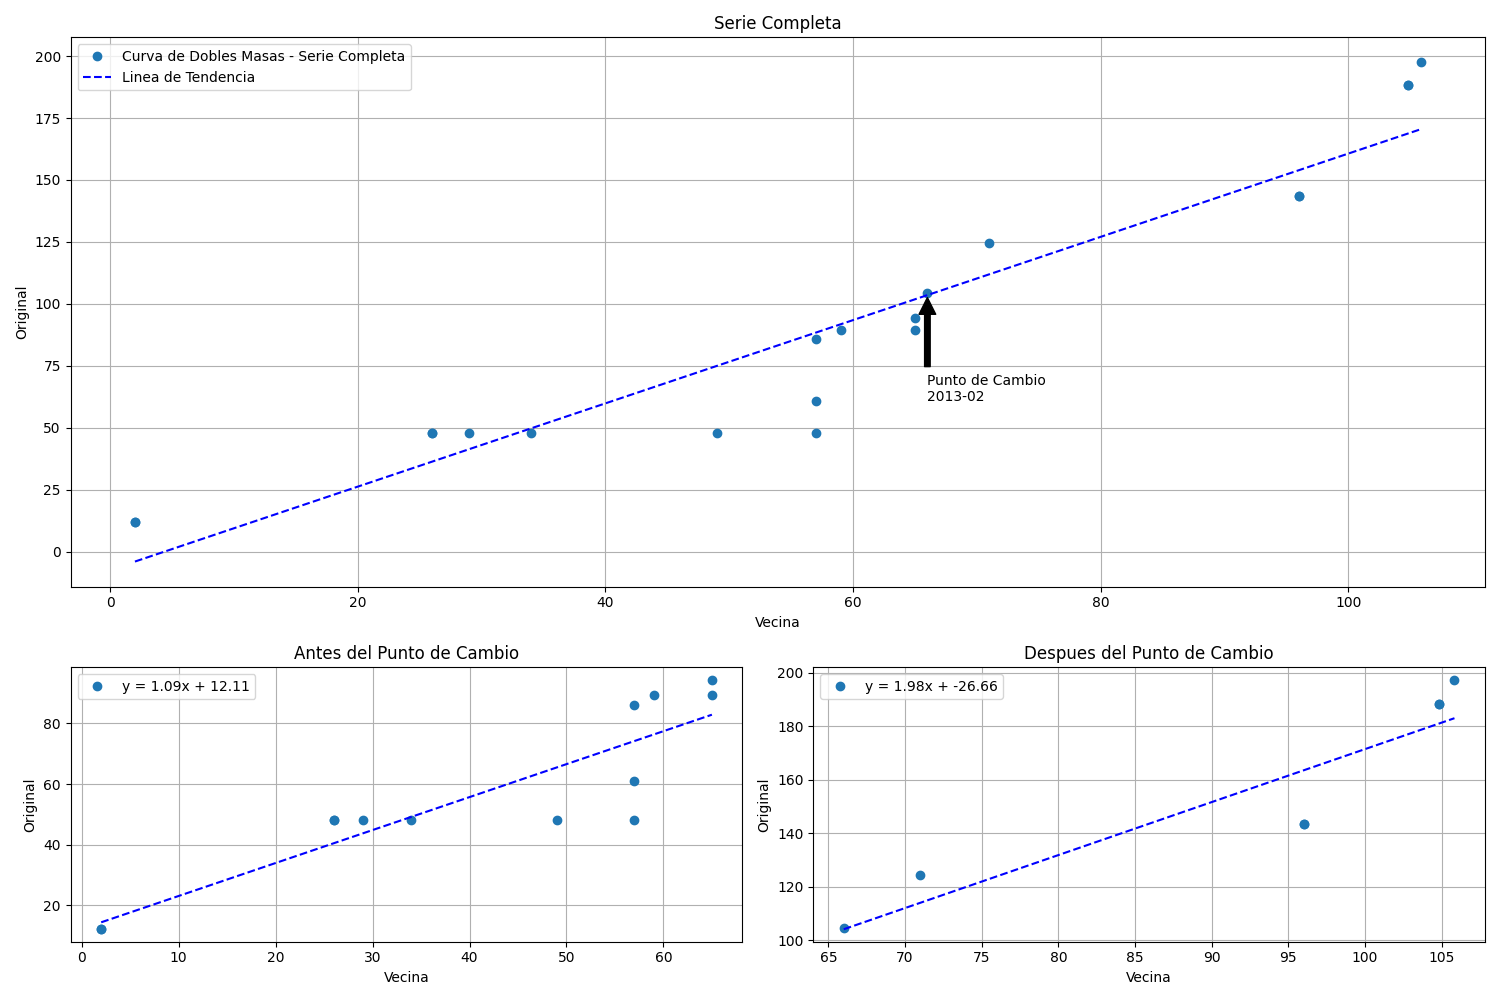 Serie Completa
Curva de Dobles Masas - Serie Completa
Linea de Tendencia
200
175
150
125
100
75
50
25
0
Original
Punto de Cambio
2013-02
0 20 40 60 80 100
Vecina
Antes del Punto de Cambio
y = 1.09x + 12.11
80
60
40
20
Original
0 10 20 30 40 50 60
Vecina
Despues del Punto de Cambio
y = 1.98x + -26.66
200
180
160
140
120
100
Original
65 70 75 80 85 90 95 100 105
Vecina